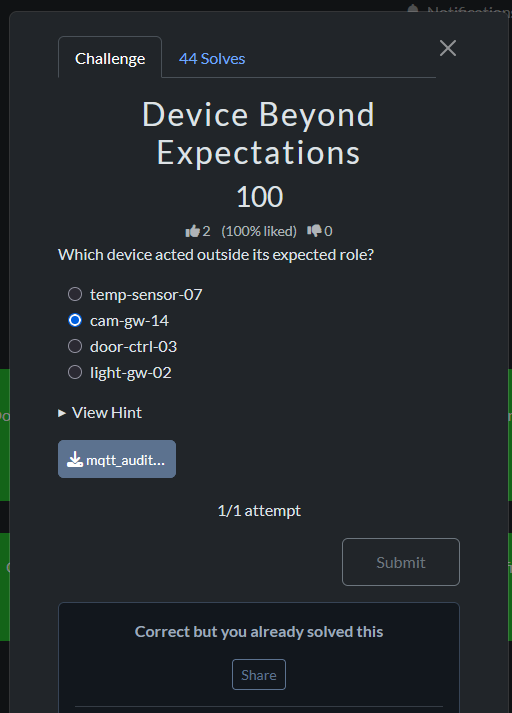 Notifications
Challenge
44 Solves
Device Beyond
Expectations
100
2 (100% liked) 0
Which device acted outside its expected role?
temp-sensor-07
cam-gw-14
door-ctrl-03
light-gw-02
▸ View Hint
mqtt_audit...
1/1 attempt
Submit
Correct but you already solved this
Share